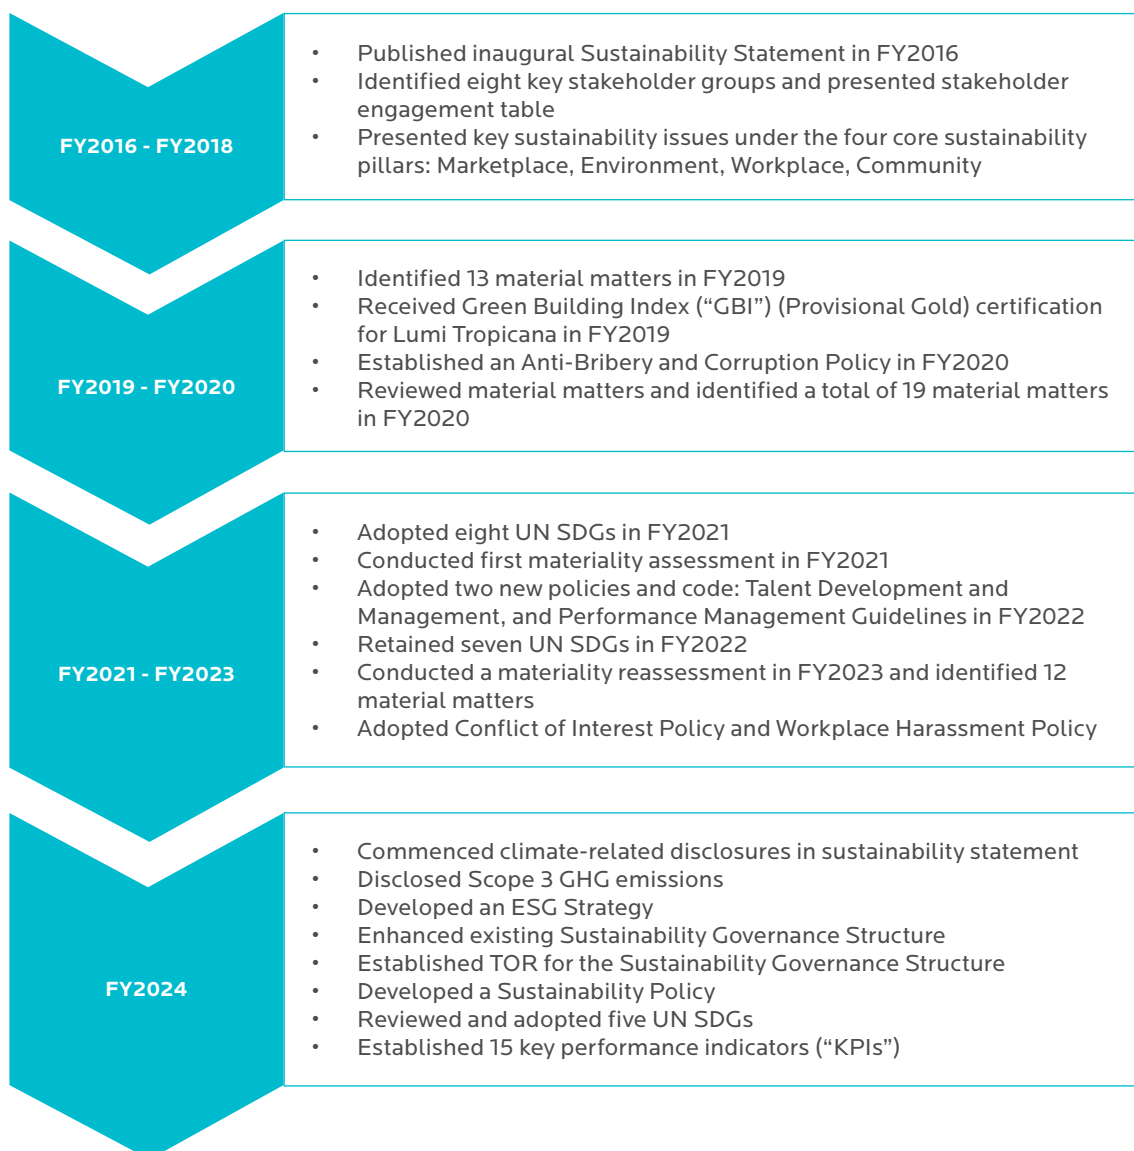 FY2016 - FY2018
• Published inaugural Sustainability Statement in FY2016
• Identified eight key stakeholder groups and presented stakeholder
engagement table
• Presented key sustainability issues under the four core sustainability
pillars: Marketplace, Environment, Workplace, Community
FY2019 - FY2020
• Identified 13 material matters in FY2019
• Received Green Building Index (“GBI”) (Provisional Gold) certification
for Lumi Tropicana in FY2019
• Established an Anti-Bribery and Corruption Policy in FY2020
• Reviewed material matters and identified a total of 19 material matters
in FY2020
FY2021 - FY2023
• Adopted eight UN SDGs in FY2021
• Conducted first materiality assessment in FY2021
• Adopted two new policies and code: Talent Development and
Management, and Performance Management Guidelines in FY2022
• Retained seven UN SDGs in FY2022
• Conducted a materiality reassessment in FY2023 and identified 12
material matters
• Adopted Conflict of Interest Policy and Workplace Harassment Policy
FY2024
• Commenced climate-related disclosures in sustainability statement
• Disclosed Scope 3 GHG emissions
• Developed an ESG Strategy
• Enhanced existing Sustainability Governance Structure
• Established TOR for the Sustainability Governance Structure
• Developed a Sustainability Policy
• Reviewed and adopted five UN SDGs
• Established 15 key performance indicators (“KPIs”)